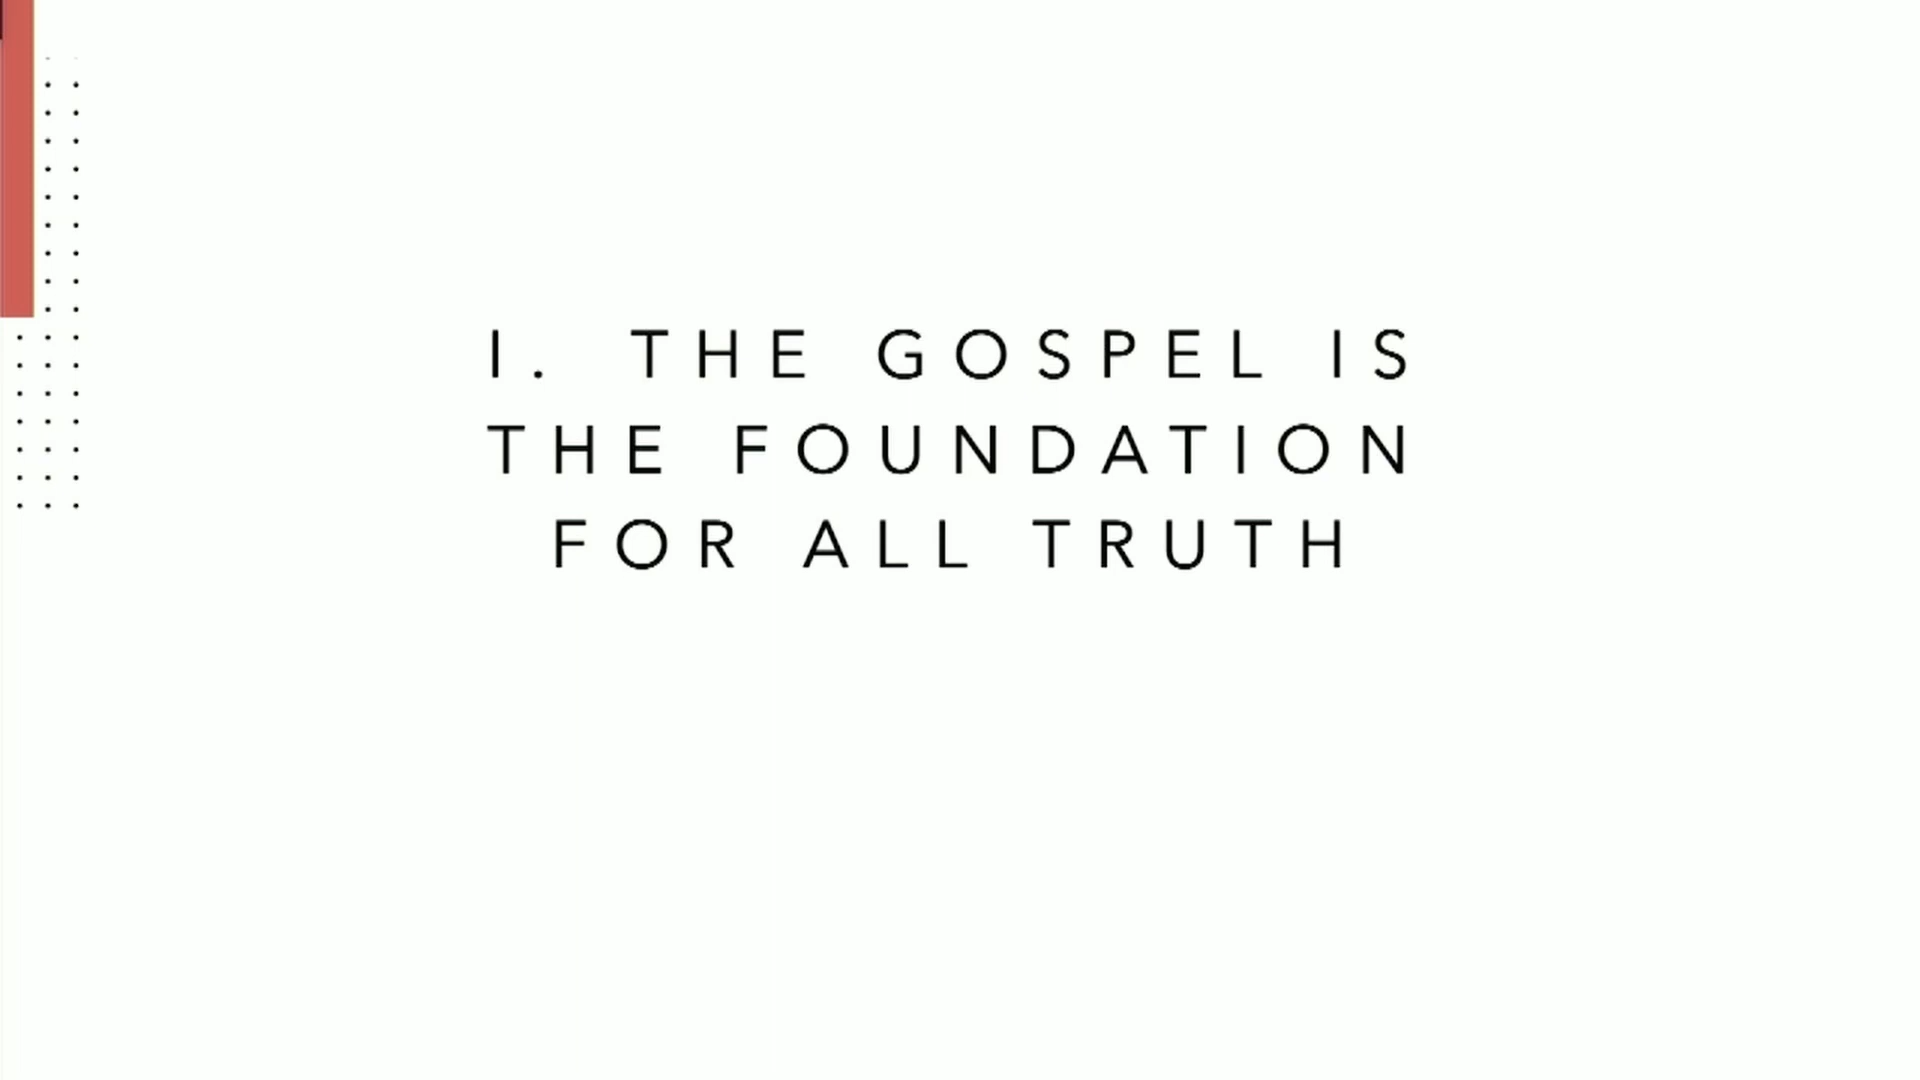 I. THE GOSPEL IS
THE FOUNDATION
FOR ALL TRUTH